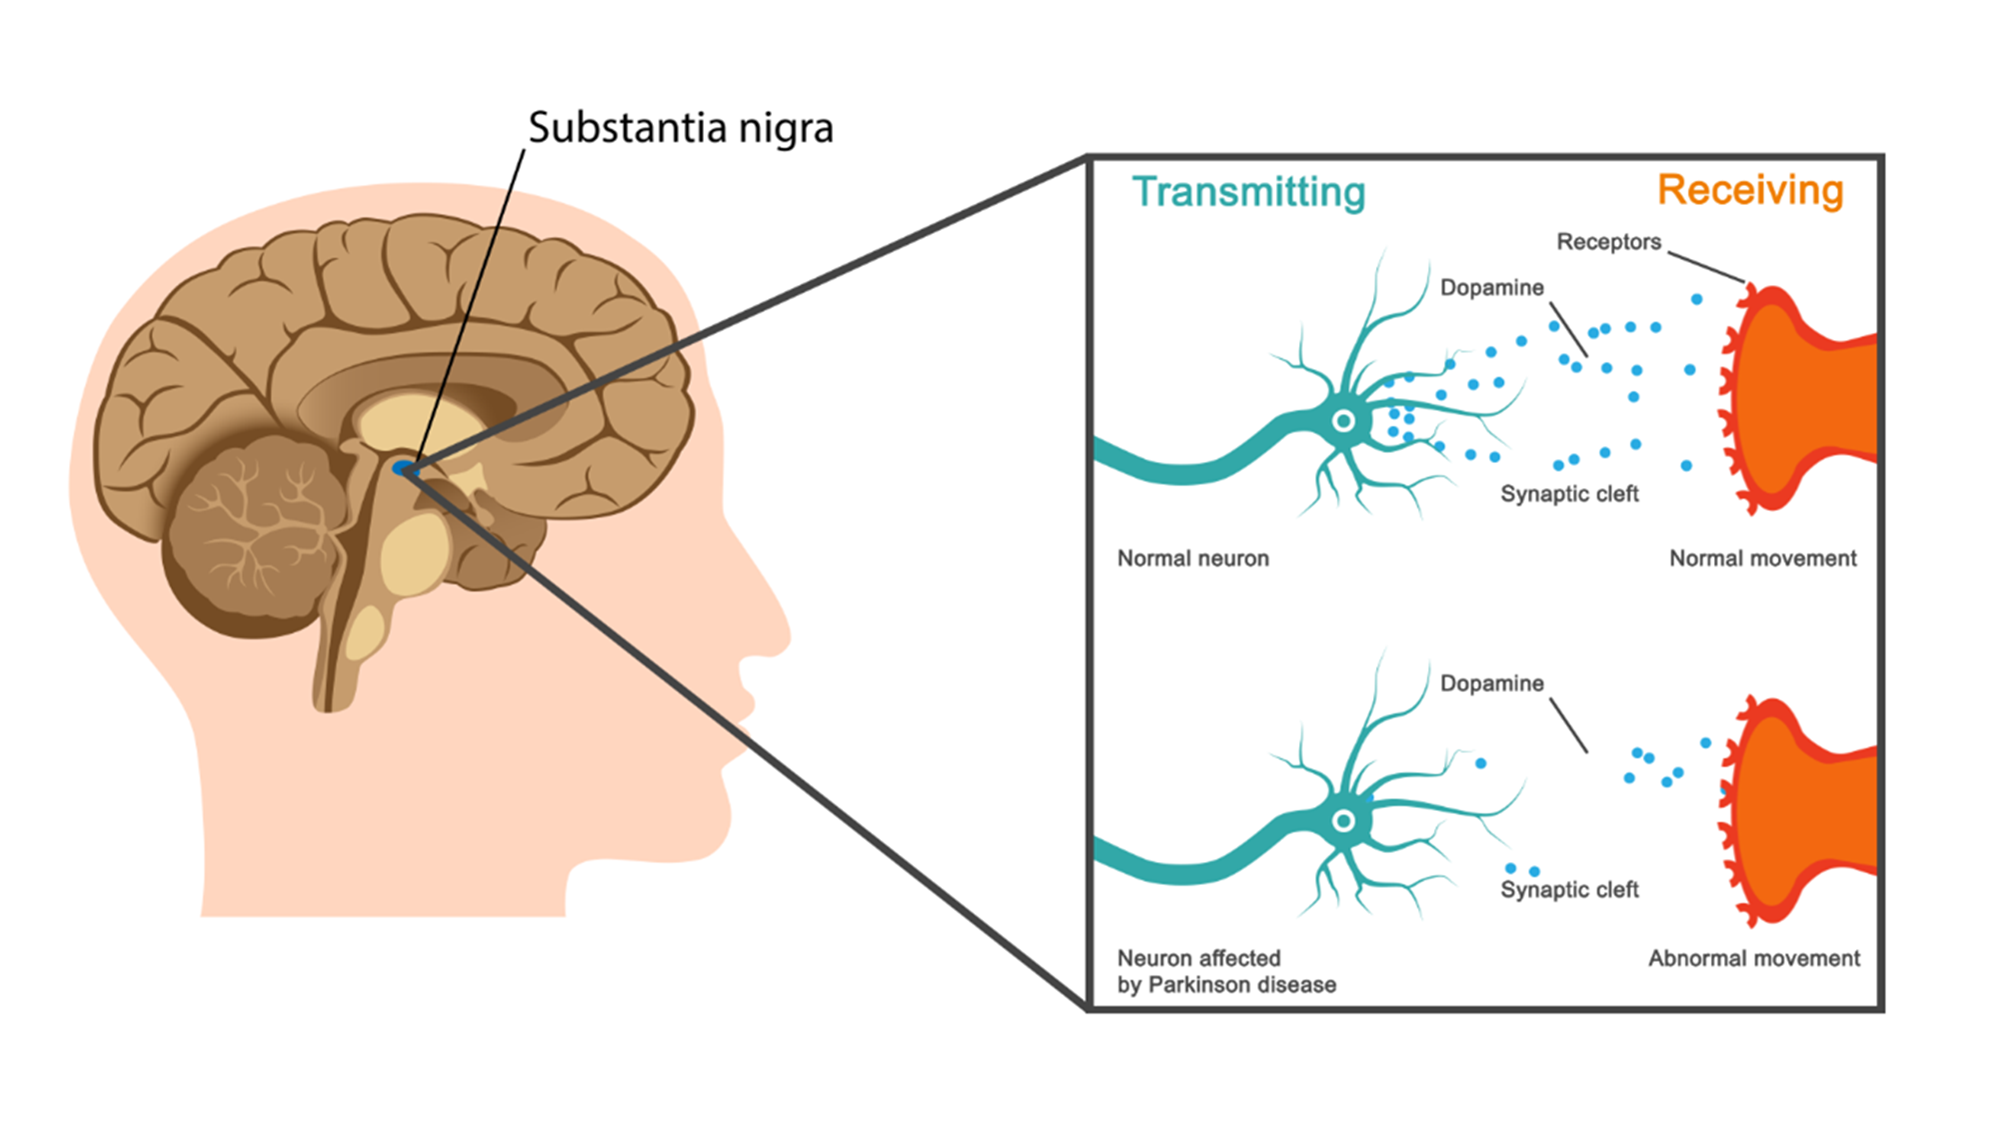 Substantia nigra
Transmitting
Receiving
Receptors
Dopamine
Synaptic cleft
Normal neuron
Normal movement
Dopamine
Synaptic cleft
Neuron affected
by Parkinson disease
Abnormal movement